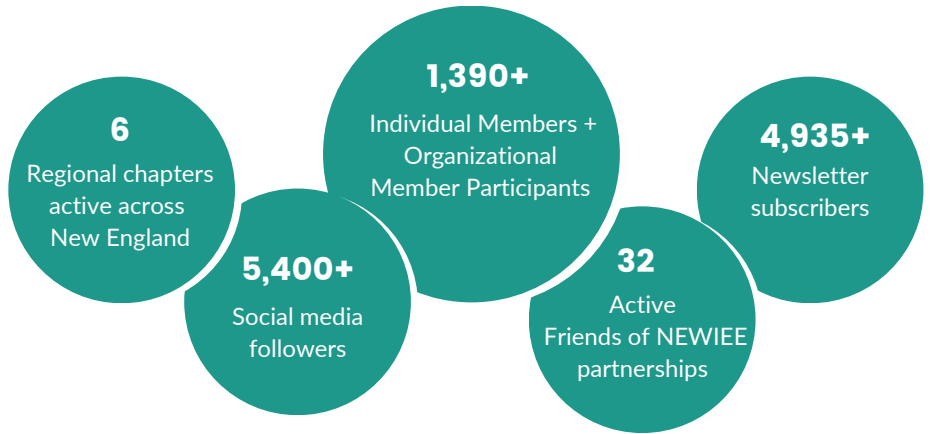 6
Regional chapters
active across
New England
5,400+
Social media
followers
1,390+
Individual Members +
Organizational
Member Participants
32
Active
Friends of NEWIEE
partnerships
4,935+
Newsletter
subscribers